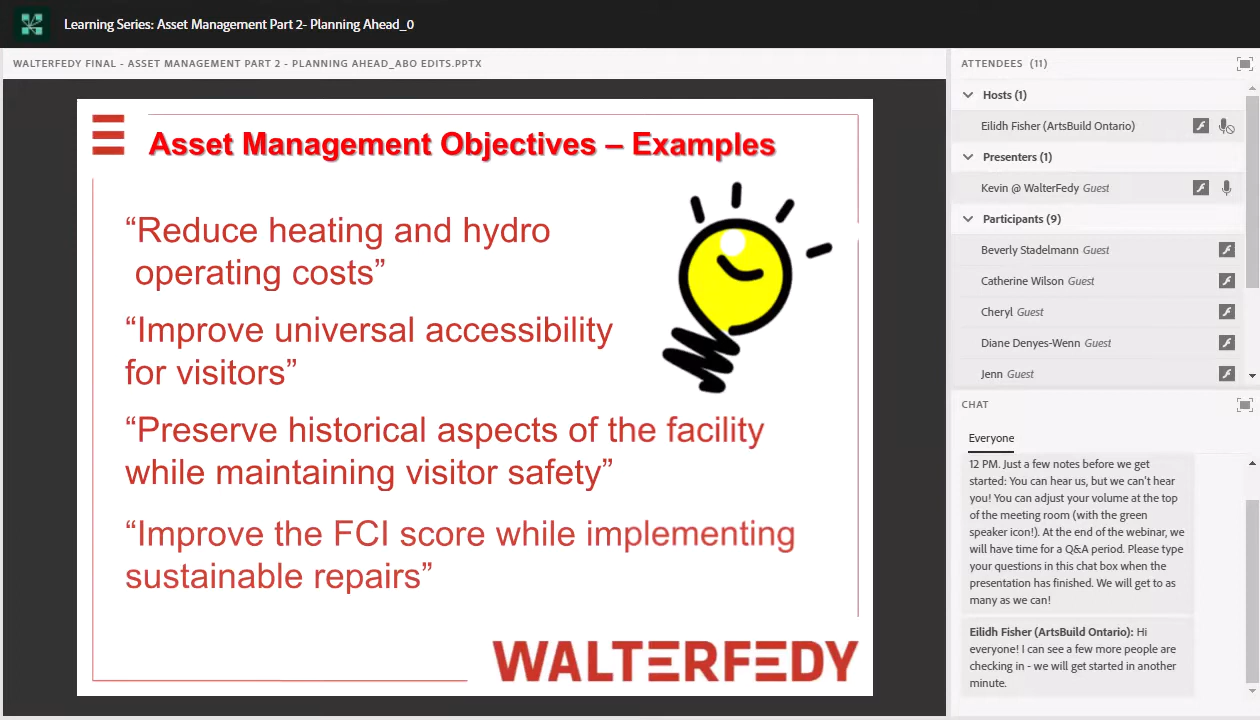 Learning Series: Asset Management Part 2- Planning Ahead_0
WALTERFEDY FINAL - ASSET MANAGEMENT PART 2 - PLANNING AHEAD_ABO EDITS.PPTX
Asset Management Objectives – Examples
“Reduce heating and hydro
operating costs”
“Improve universal accessibility
for visitors”
“Preserve historical aspects of the facility
while maintaining visitor safety”
“Improve the FCI score while implementing
sustainable repairs”
WALTERFEDY
ATTENDEES (11)
Hosts (1)
Eilidh Fisher (ArtsBuild Ontario)
Presenters (1)
Kevin @ WalterFedy Guest
Participants (9)
Beverly Stadelmann Guest
Catherine Wilson Guest
Cheryl Guest
Diane Denyes-Wenn Guest
Jenn Guest
CHAT
Everyone
12 PM. Just a few notes before we get
started: You can hear us, but we can't hear
you! You can adjust your volume at the top
of the meeting room (with the green
speaker icon!). At the end of the webinar, we
will have time for a Q&A period. Please type
your questions in this chat box when the
presentation has finished. We will get to as
many as we can!
Eilidh Fisher (ArtsBuild Ontario): Hi
everyone! I can see a few more people are
checking in - we will get started in another
minute.